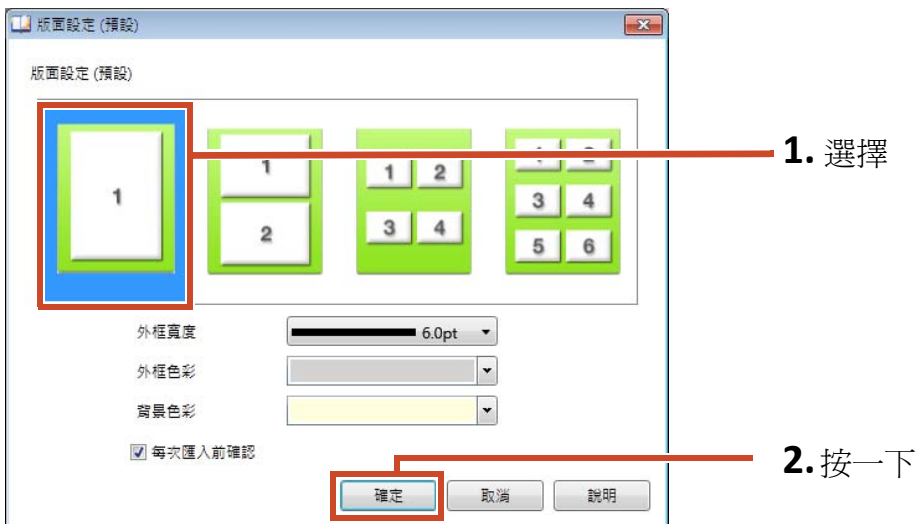 版面設定 (預設)
版面設定 (預設)
1
1
2
1 2
3 4
3 4
5 6
1. 選擇
外框寬度 6.0pt
外框色彩
背景色彩
每次匯入前確認
2. 按一下
確定 取消 說明